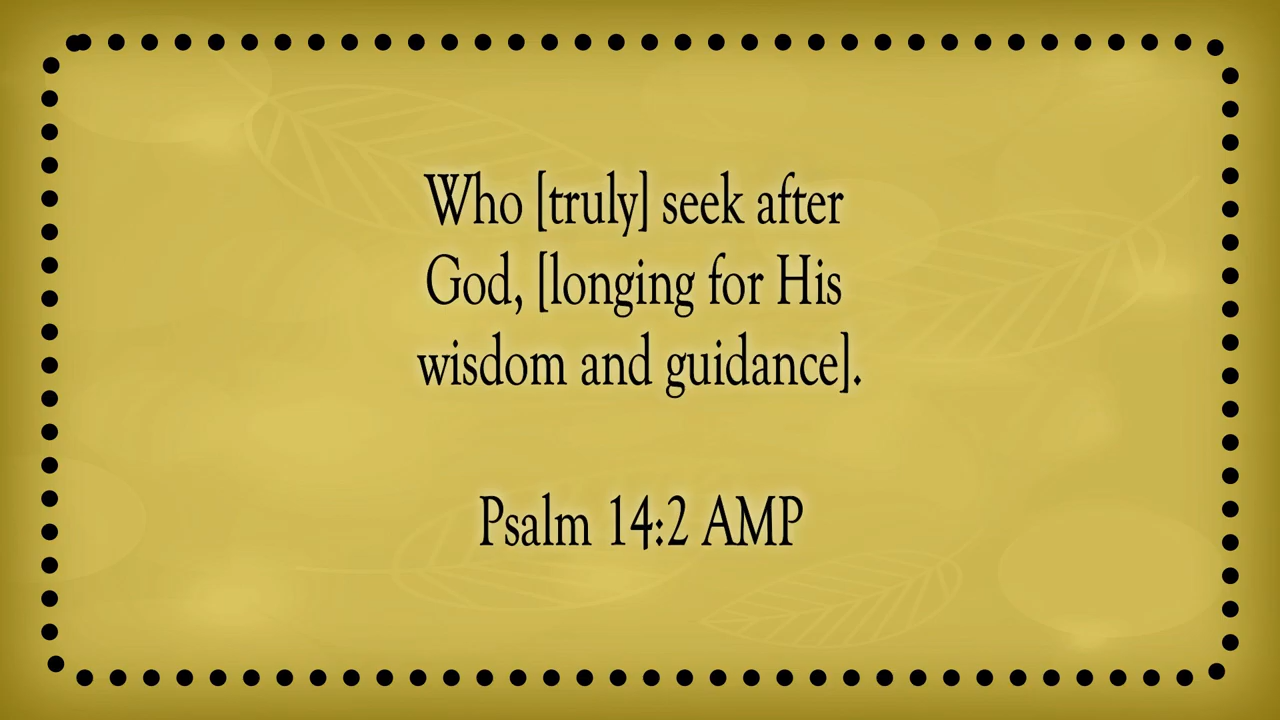 Who [truly] seek after
God, [longing for His
wisdom and guidance].
Psalm 14:2 AMP